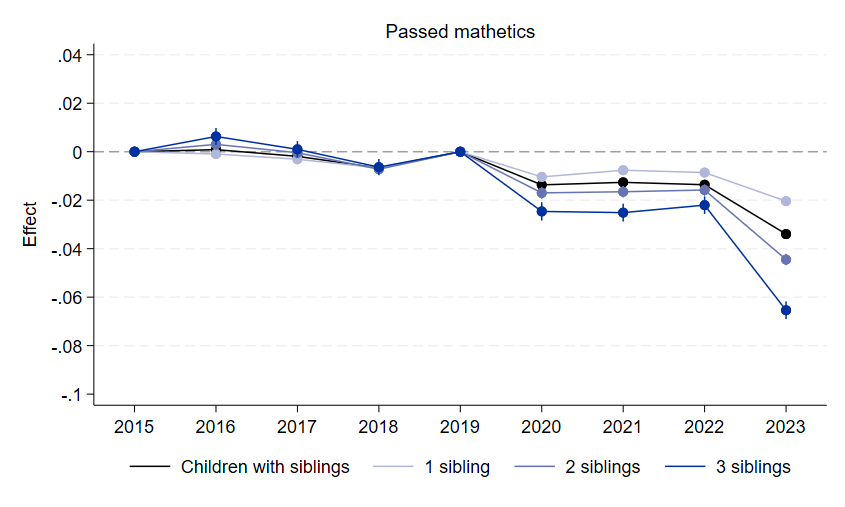 Passed mathetics
.04
.02
0
-.02
-.04
-.06
-.08
-.1
Effect
2015 2016 2017 2018 2019 2020 2021 2022 2023
Children with siblings 1 sibling 2 siblings 3 siblings